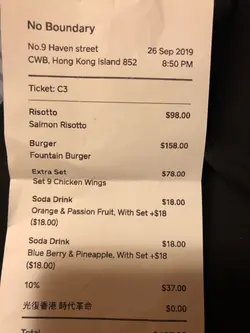 No Boundary
No.9 Haven street 26 Sep 2019
CWB, Hong Kong Island 852 8:50 PM
Ticket: C3
Risotto $98.00
Salmon Risotto
Burger $158.00
Fountain Burger
Extra Set $78.00
Set 9 Chicken Wings
Soda Drink $18.00
Orange & Passion Fruit, With Set +$18
($18.00)
Soda Drink $18.00
Blue Berry & Pineapple, With Set +$18
($18.00)
10% $37.00
光復香港 時代革命 $0.00
Total